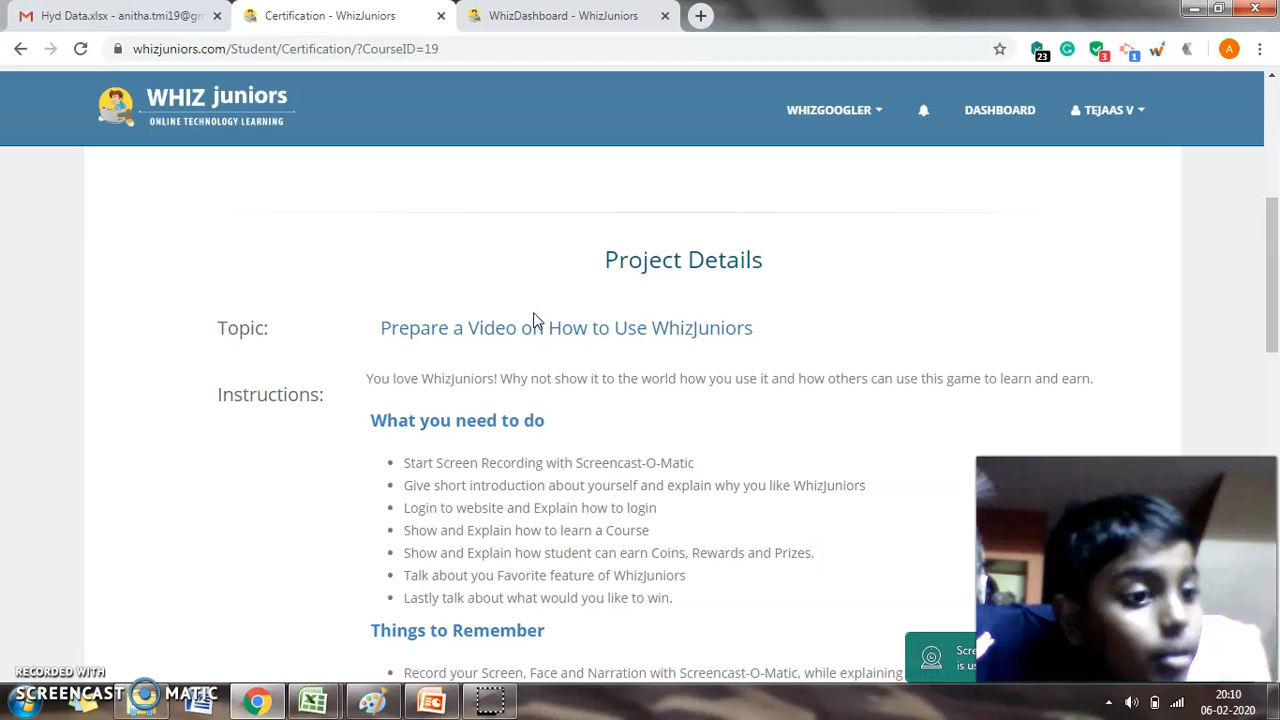 Hyd Data.xlsx - anitha.tmi19@gr
Certification - WhizJuniors
WhizDashboard - WhizJuniors
whizjuniors.com/Student/Certification/?CourseID=19
23
3
1
A
WHIZ juniors
ONLINE TECHNOLOGY LEARNING
WHIZGOOGLER
DASHBOARD
TEJAAS V
Project Details
Topic:
Prepare a Video on How to Use WhizJuniors
Instructions:
You love WhizJuniors! Why not show it to the world how you use it and how others can use this game to learn and earn.
What you need to do
Start Screen Recording with Screencast-O-Matic
Give short introduction about yourself and explain why you like WhizJuniors
Login to website and Explain how to login
Show and Explain how to learn a Course
Show and Explain how student can earn Coins, Rewards and Prizes.
Talk about you Favorite feature of WhizJuniors
Lastly talk about what would you like to win.
Things to Remember
Record your Screen, Face and Narration with Screencast-O-Matic, while explaining
Scre
is u
RECORDED WITH
SCREENCAST MATIC
20:10
06-02-2020